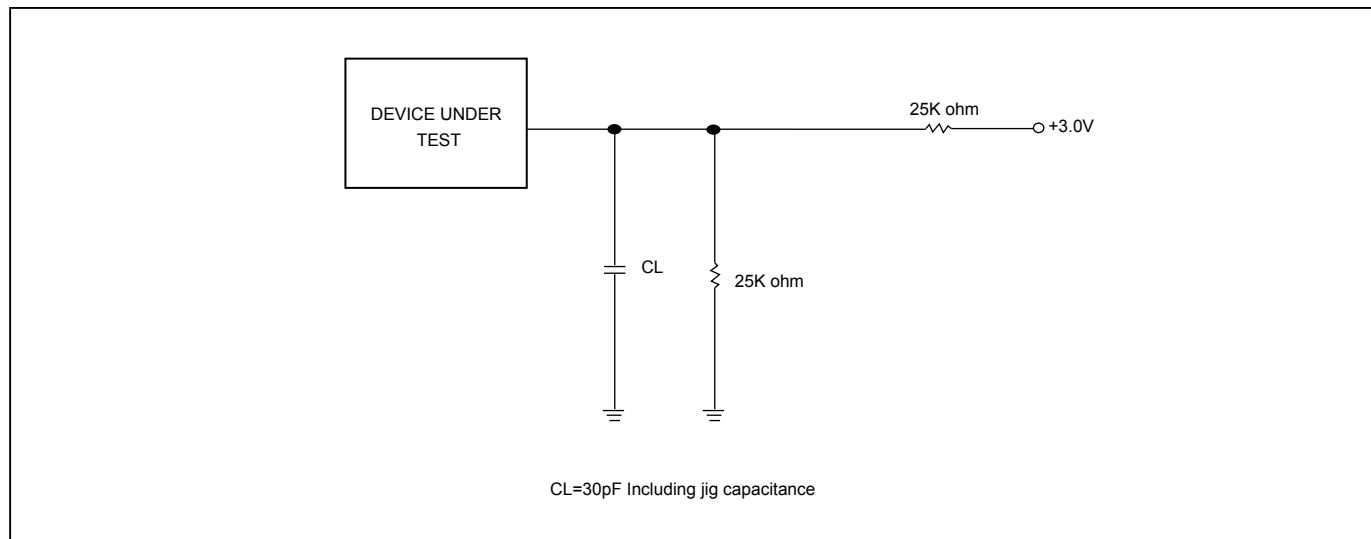 DEVICE UNDER
TEST
25K ohm
+3.0V
CL
25K ohm
CL=30pF Including jig capacitance